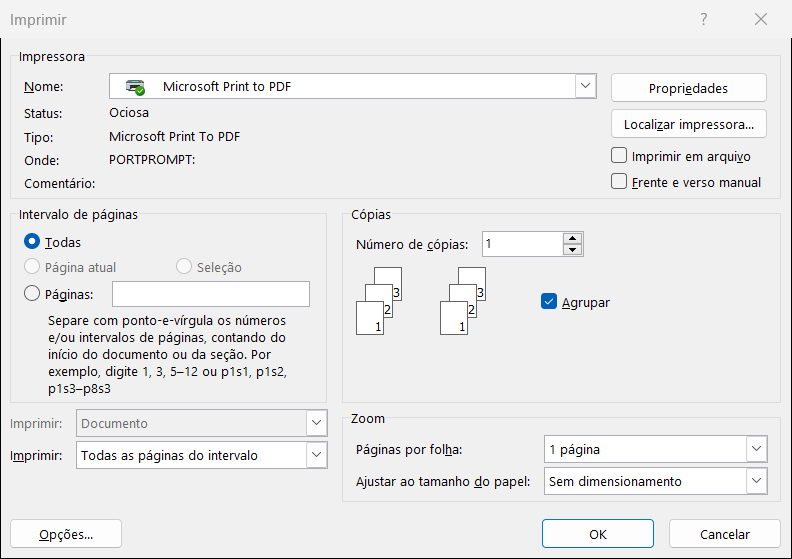 Imprimir ?
Impressora
Nome: Microsoft Print to PDF Propriedades
Status: Ociosa
Localizar impressora...
Tipo: Microsoft Print To PDF
Onde: PORTPROMPT: Imprimir em arquivo
Comentário: Frente e verso manual
Intervalo de páginas
Todas
Página atual Seleção
Páginas:
Separe com ponto-e-vírgula os números
e/ou intervalos de páginas, contando do
início do documento ou da seção. Por
exemplo, digite 1, 3, 5–12 ou p1s1, p1s2,
p1s3–p8s3
Cópias
Número de cópias: 1
3 3
2 2
1 1
Agrupar
Imprimir: Documento
Imprimir: Todas as páginas do intervalo
Zoom
Páginas por folha: 1 página
Ajustar ao tamanho do papel: Sem dimensionamento
Opções... OK Cancelar